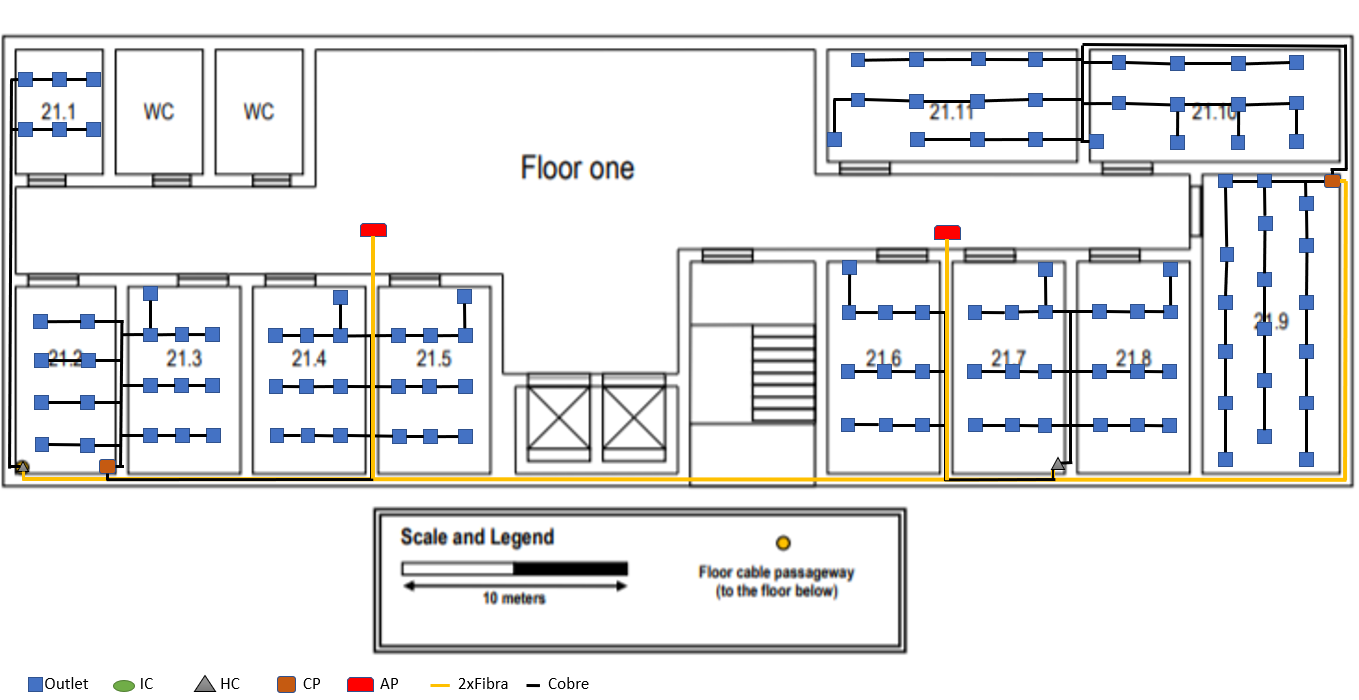 21.1
WC
WC
Floor one
21.11
21.10
21.2
21.3
21.4
21.5
21.6
21.7
21.8
21.9
Scale and Legend
10 meters
Floor cable passageway
(to the floor below)
Outlet
IC
HC
CP
AP
2xFibra
Cobre